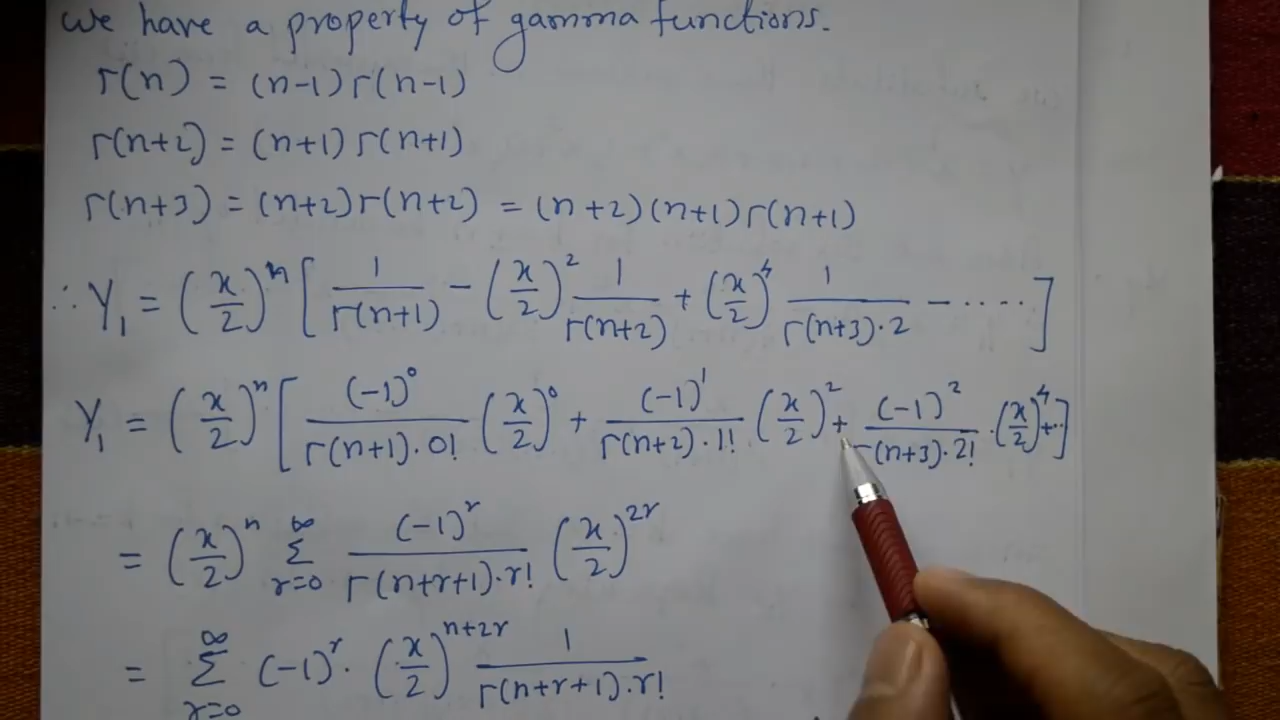 We have a property of gamma functions.
Γ(n) = (n-1) Γ(n-1)
Γ(n+2) = (n+1) Γ(n+1)
Γ(n+3) = (n+2) Γ(n+2) = (n+2)(n+1) Γ(n+1)
∴ Y₁ = (x/2)ⁿ [ 1/Γ(n+1) - (x/2)² 1/Γ(n+2) + (x/2)⁴ 1/(Γ(n+3)·2) - ····· ]
Y₁ = (x/2)ⁿ [ (-1)⁰/(Γ(n+1)·0!) (x/2)⁰ + (-1)¹/(Γ(n+2)·1!) (x/2)² + (-1)²/(Γ(n+3)·2!) ·(x/2)⁴ + ·· ]
= (x/2)ⁿ Σ_{r=0}^{∞} (-1)^r/(Γ(n+r+1)·r!) (x/2)^{2r}
= Σ_{r=0}^{∞} (-1)^r · (x/2)^{n+2r} 1/(Γ(n+r+1)·r!)